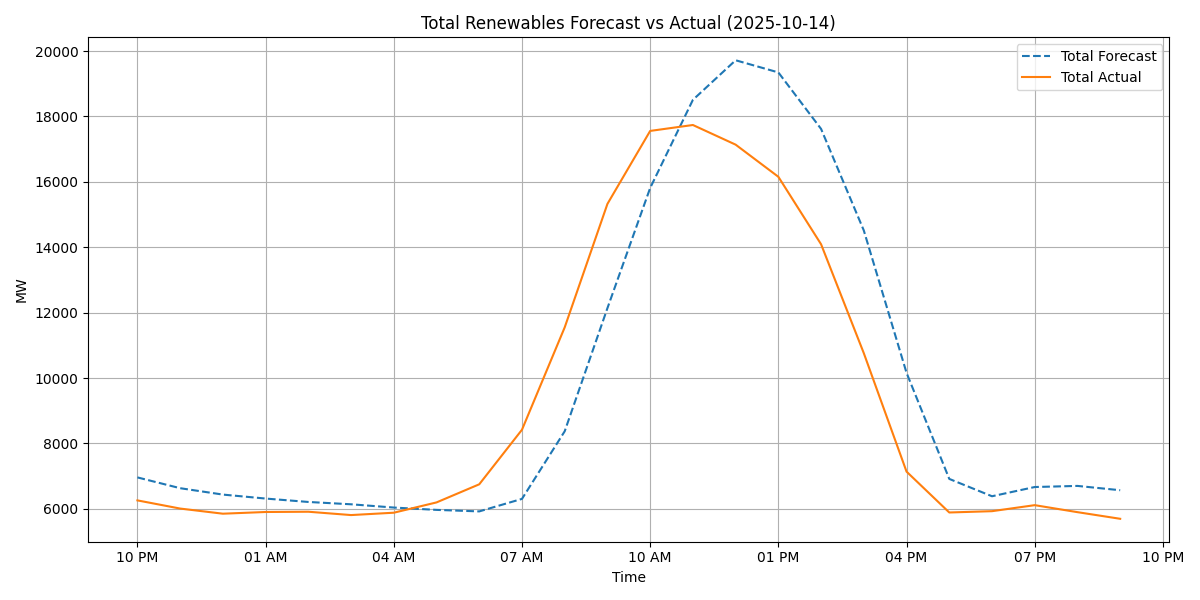 Total Renewables Forecast vs Actual (2025-10-14)
Total Forecast
Total Actual
20000
18000
16000
14000
12000
10000
8000
6000
MW
10 PM 01 AM 04 AM 07 AM 10 AM 01 PM 04 PM 07 PM 10 PM
Time